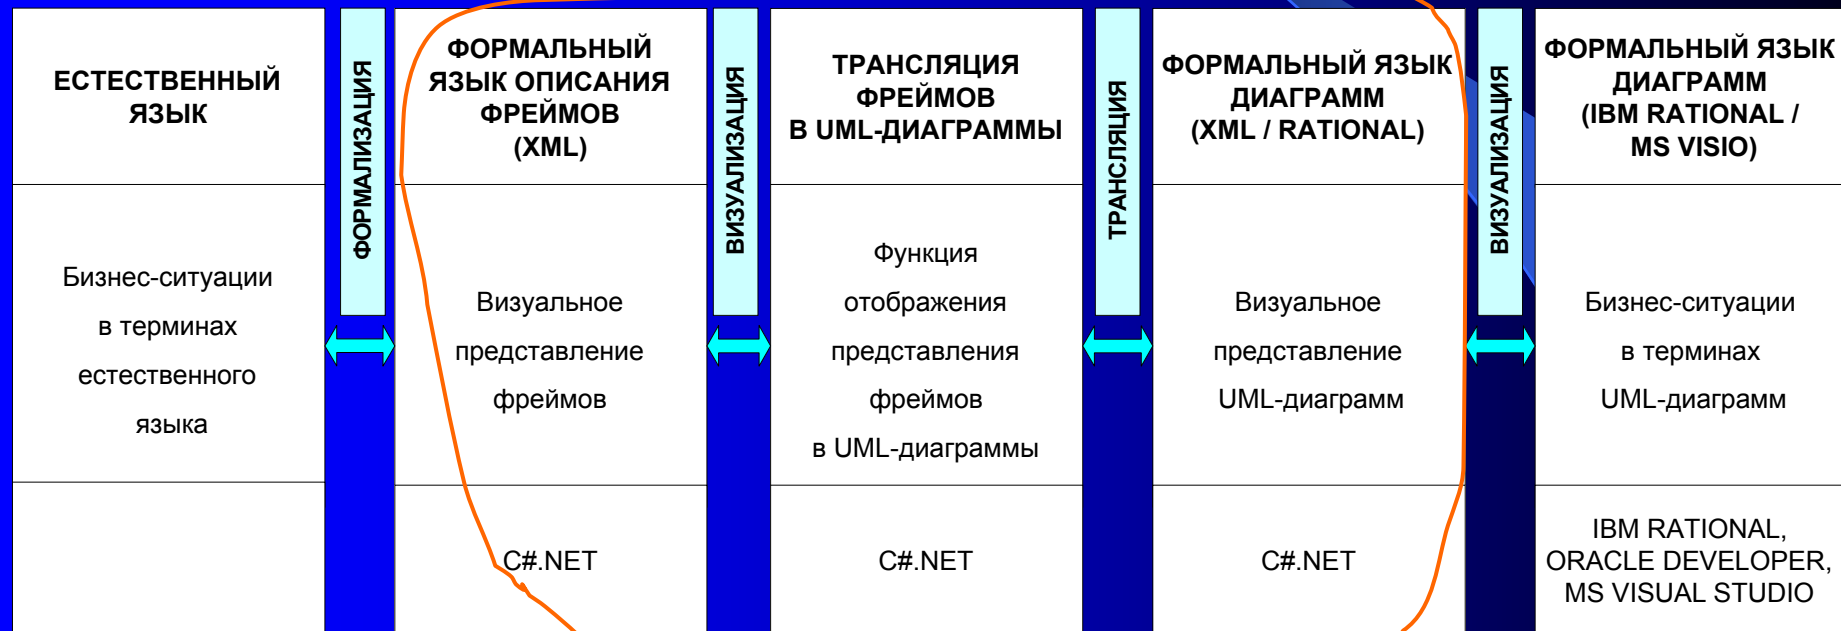 ЕСТЕСТВЕННЫЙ
ЯЗЫК
Бизнес-ситуации
в терминах
естественного
языка
ФОРМАЛИЗАЦИЯ
ФОРМАЛЬНЫЙ
ЯЗЫК ОПИСАНИЯ
ФРЕЙМОВ
(XML)
Визуальное
представление
фреймов
C#.NET
ВИЗУАЛИЗАЦИЯ
ТРАНСЛЯЦИЯ
ФРЕЙМОВ
В UML-ДИАГРАММЫ
Функция
отображения
представления
фреймов
в UML-диаграммы
C#.NET
ТРАНСЛЯЦИЯ
ФОРМАЛЬНЫЙ ЯЗЫК
ДИАГРАММ
(XML / RATIONAL)
Визуальное
представление
UML-диаграмм
C#.NET
ВИЗУАЛИЗАЦИЯ
ФОРМАЛЬНЫЙ ЯЗЫК
ДИАГРАММ
(IBM RATIONAL /
MS VISIO)
Бизнес-ситуации
в терминах
UML-диаграмм
IBM RATIONAL,
ORACLE DEVELOPER,
MS VISUAL STUDIO